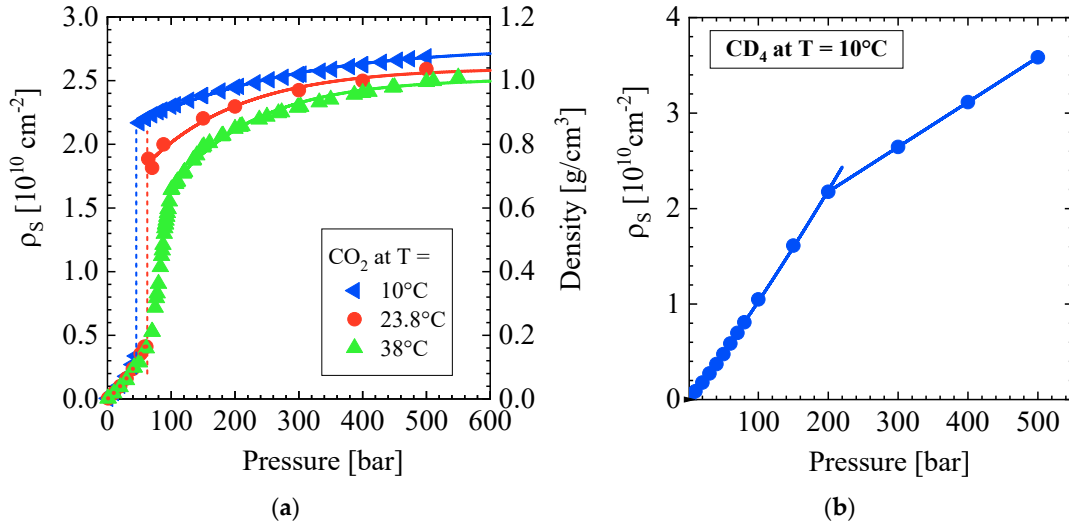 3.0
2.5
2.0
1.5
1.0
0.5
0.0
ρS [10^10 cm^-2]
1.2
1.0
0.8
0.6
0.4
0.2
0.0
Density [g/cm³]
CO₂ at T =
10°C
23.8°C
38°C
0 100 200 300 400 500 600
Pressure [bar]
(a)
4
3
2
1
0
ρS [10^10 cm^-2]
CD₄ at T = 10°C
100 200 300 400 500
Pressure [bar]
(b)